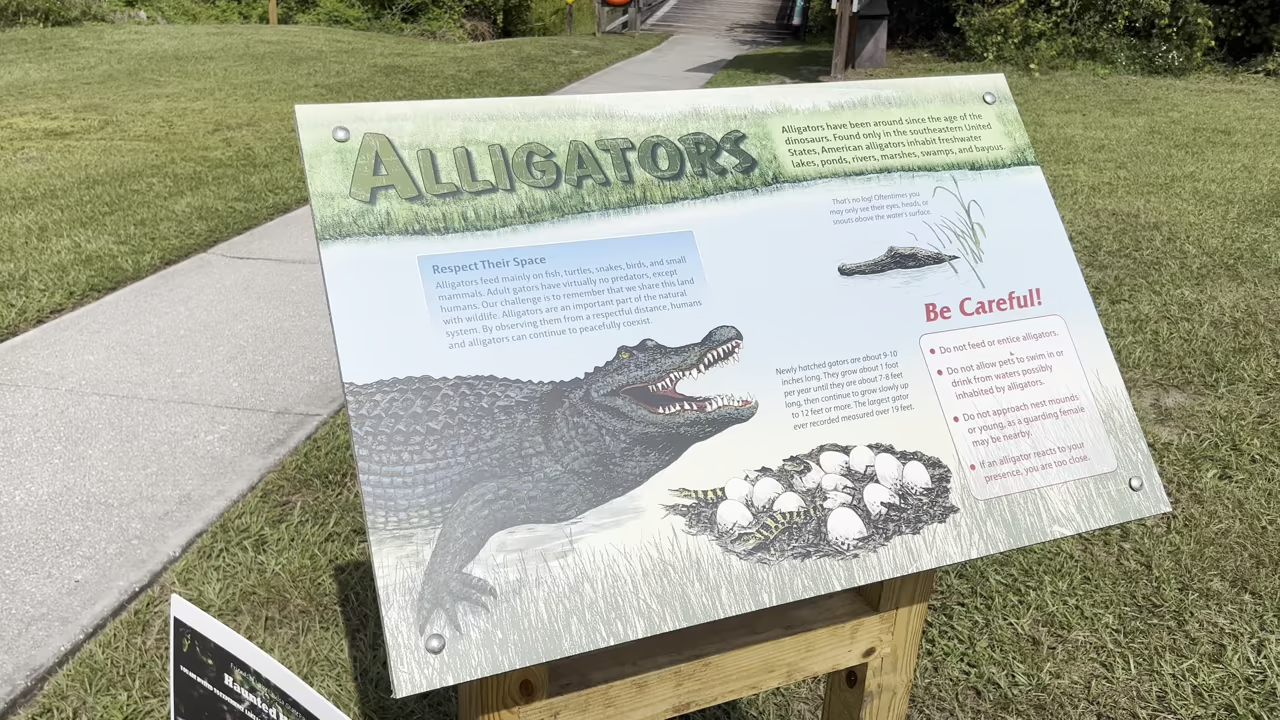 ALLIGATORS
Alligators have been around since the age of the
dinosaurs. Found only in the southeastern United
States, American alligators inhabit freshwater
lakes, ponds, rivers, marshes, swamps, and bayous.
That's no log! Oftentimes you
may only see their eyes, heads, or
snouts above the water's surface.
Respect Their Space
Alligators feed mainly on fish, turtles, snakes, birds, and small
mammals. Adult gators have virtually no predators, except
humans. Our challenge is to remember that we share this land
with wildlife. Alligators are an important part of the natural
system. By observing them from a respectful distance, humans
and alligators can continue to peacefully coexist.
Newly hatched gators are about 9-10
inches long. They grow about 1 foot
per year until they are about 7-8 feet
long, then continue to grow slowly up
to 12 feet or more. The largest gator
ever recorded measured over 19 feet.
Be Careful!
• Do not feed or entice alligators.
• Do not allow pets to swim in or
drink from waters possibly
inhabited by alligators.
• Do not approach nest mounds
or young, as a guarding female
may be nearby.
• If an alligator reacts to your
presence, you are too close.
Haunted